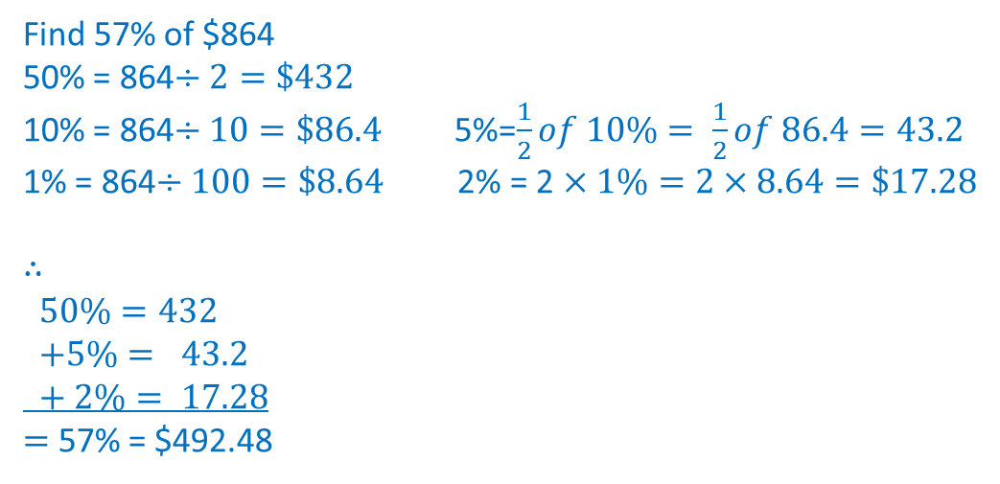 Find 57% of $864
50% = 864÷ 2 = $432
10% = 864÷ 10 = $86.4 5%=1/2 of 10% = 1/2 of 86.4 = 43.2
1% = 864÷ 100 = $8.64 2% = 2 × 1% = 2 × 8.64 = $17.28
∴
50% = 432
+5% = 43.2
+ 2% = 17.28
= 57% = $492.48